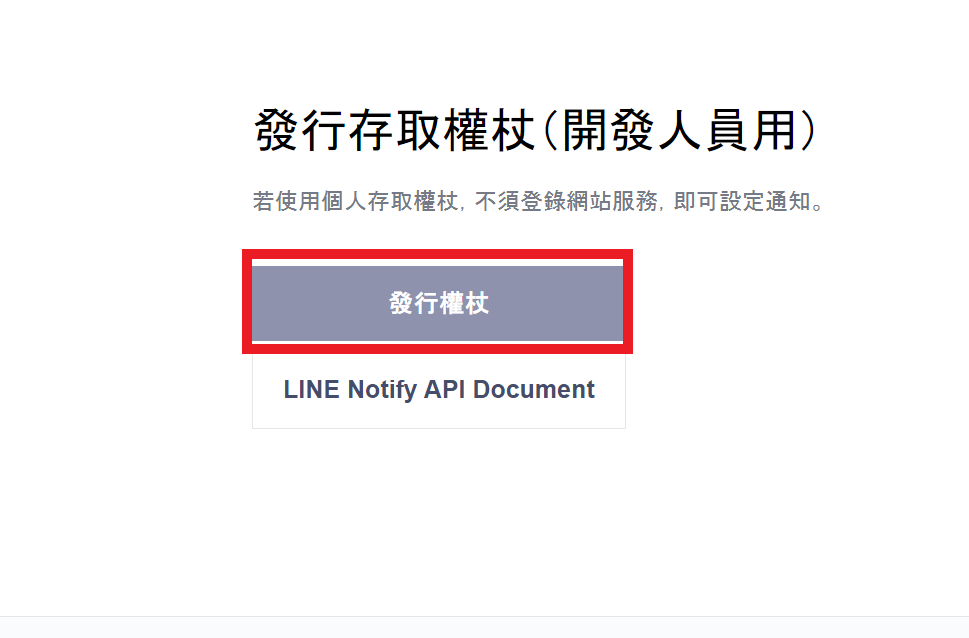 發行存取權杖(開發人員用)
若使用個人存取權杖, 不須登錄網站服務, 即可設定通知。
發行權杖
LINE Notify API Document